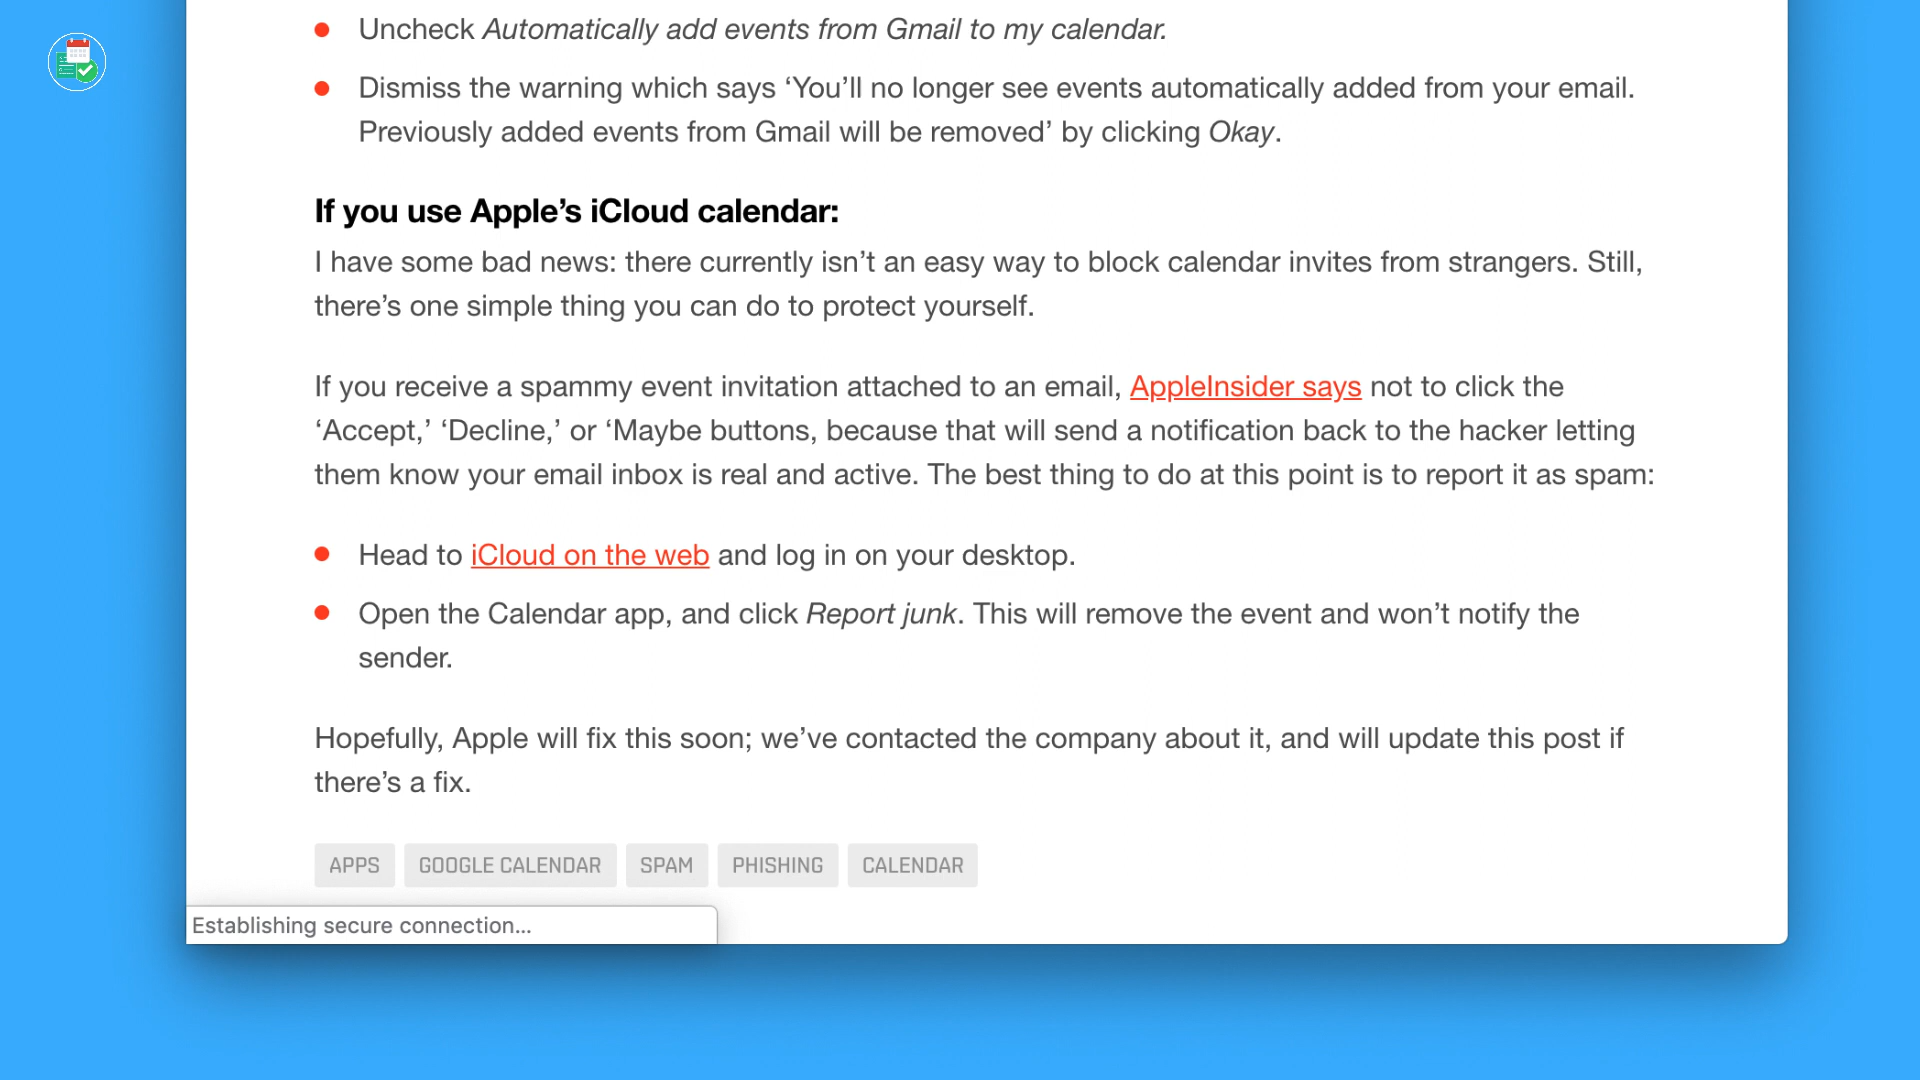 Uncheck Automatically add events from Gmail to my calendar.
Dismiss the warning which says ‘You’ll no longer see events automatically added from your email.
Previously added events from Gmail will be removed’ by clicking Okay.
If you use Apple’s iCloud calendar:
I have some bad news: there currently isn’t an easy way to block calendar invites from strangers. Still,
there’s one simple thing you can do to protect yourself.
If you receive a spammy event invitation attached to an email, AppleInsider says not to click the
‘Accept,’ ‘Decline,’ or ‘Maybe buttons, because that will send a notification back to the hacker letting
them know your email inbox is real and active. The best thing to do at this point is to report it as spam:
Head to iCloud on the web and log in on your desktop.
Open the Calendar app, and click Report junk. This will remove the event and won’t notify the
sender.
Hopefully, Apple will fix this soon; we’ve contacted the company about it, and will update this post if
there’s a fix.
APPS GOOGLE CALENDAR SPAM PHISHING CALENDAR
Establishing secure connection...